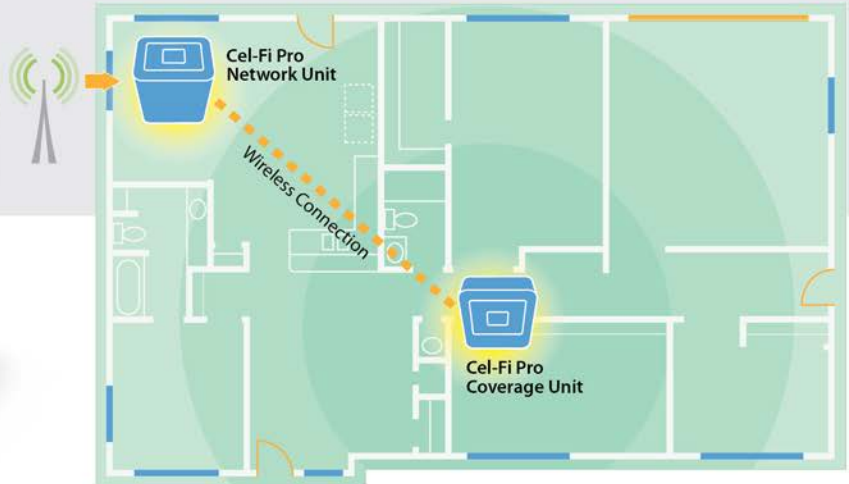 Cel-Fi Pro
Network Unit
Wireless Connection
Cel-Fi Pro
Coverage Unit